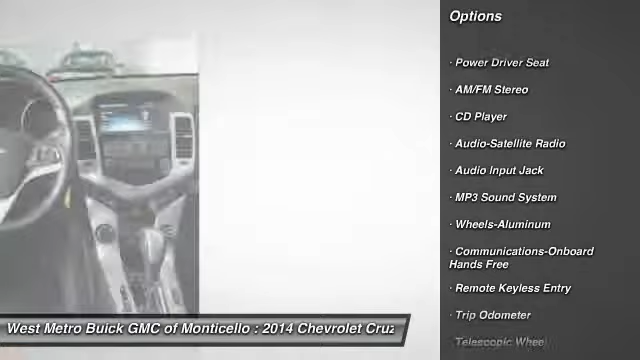 Options
· Power Driver Seat
· AM/FM Stereo
· CD Player
· Audio-Satellite Radio
· Audio Input Jack
· MP3 Sound System
· Wheels-Aluminum
· Communications-Onboard
Hands Free
· Remote Keyless Entry
· Trip Odometer
· Telescopic Wheel
West Metro Buick GMC of Monticello : 2014 Chevrolet Cruz